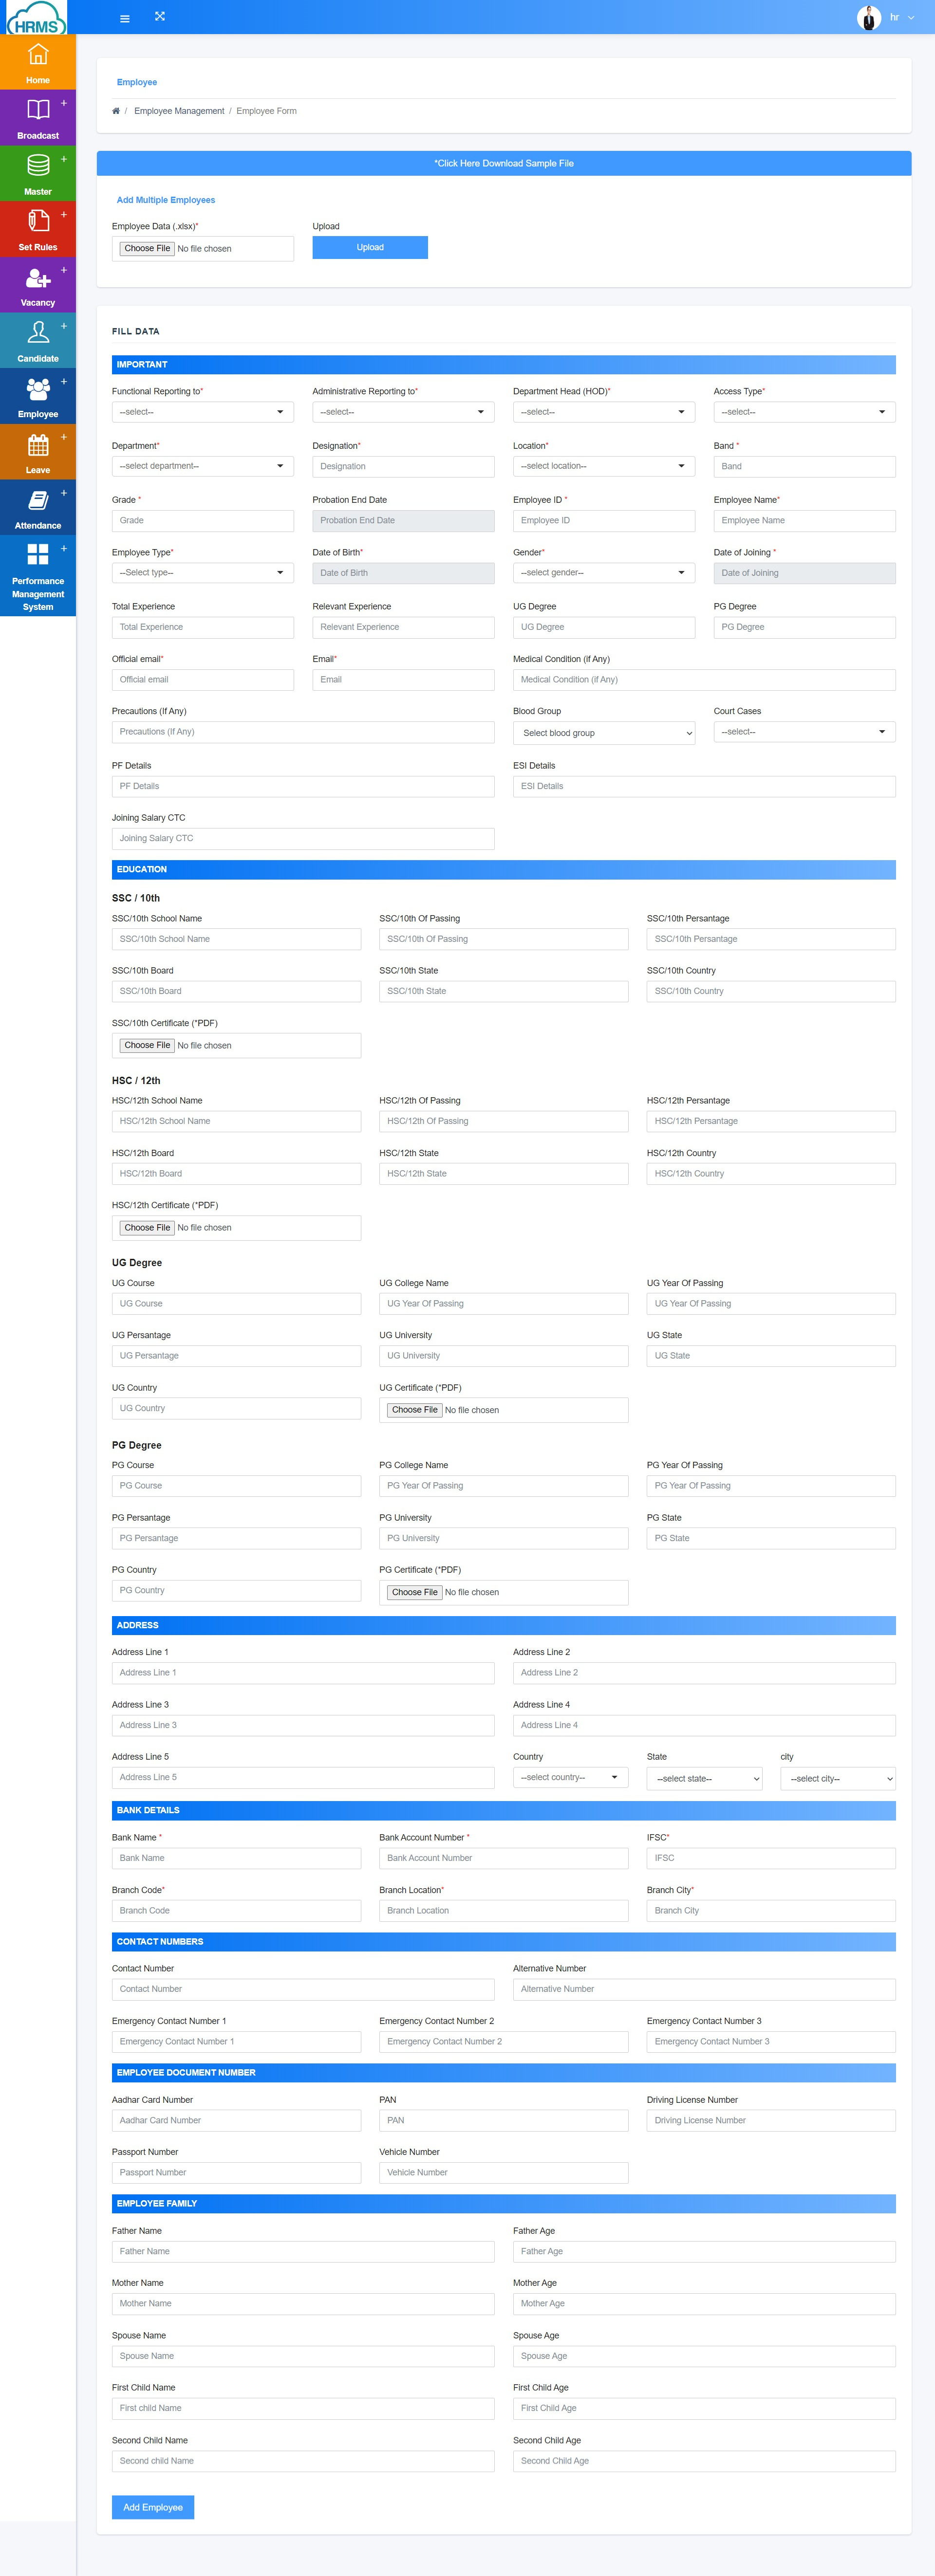 HRMS
hr
Home
+
Broadcast
+
Master
+
Set Rules
+
Vacancy
+
Candidate
+
Employee
+
Leave
+
Attendance
+
Performance
Management
System
Employee
/ Employee Management / Employee Form
*Click Here Download Sample File
Add Multiple Employees
Employee Data (.xlsx)* Upload
Choose File No file chosen Upload
FILL DATA
IMPORTANT
Functional Reporting to* Administrative Reporting to* Department Head (HOD)* Access Type*
--select-- --select-- --select-- --select--
Department* Designation* Location* Band *
--select department-- Designation --select location-- Band
Grade * Probation End Date Employee ID * Employee Name*
Grade Probation End Date Employee ID Employee Name
Employee Type* Date of Birth* Gender* Date of Joining *
--Select type-- Date of Birth --select gender-- Date of Joining
Total Experience Relevant Experience UG Degree PG Degree
Total Experience Relevant Experience UG Degree PG Degree
Official email* Email* Medical Condition (if Any)
Official email Email Medical Condition (if Any)
Precautions (If Any) Blood Group Court Cases
Precautions (If Any) Select blood group --select--
PF Details ESI Details
PF Details ESI Details
Joining Salary CTC
Joining Salary CTC
EDUCATION
SSC / 10th
SSC/10th School Name SSC/10th Of Passing SSC/10th Persantage
SSC/10th School Name SSC/10th Of Passing SSC/10th Persantage
SSC/10th Board SSC/10th State SSC/10th Country
SSC/10th Board SSC/10th State SSC/10th Country
SSC/10th Certificate (*PDF)
Choose File No file chosen
HSC / 12th
HSC/12th School Name HSC/12th Of Passing HSC/12th Persantage
HSC/12th School Name HSC/12th Of Passing HSC/12th Persantage
HSC/12th Board HSC/12th State HSC/12th Country
HSC/12th Board HSC/12th State HSC/12th Country
HSC/12th Certificate (*PDF)
Choose File No file chosen
UG Degree
UG Course UG College Name UG Year Of Passing
UG Course UG Year Of Passing UG Year Of Passing
UG Persantage UG University UG State
UG Persantage UG University UG State
UG Country UG Certificate (*PDF)
UG Country Choose File No file chosen
PG Degree
PG Course PG College Name PG Year Of Passing
PG Course PG Year Of Passing PG Year Of Passing
PG Persantage PG University PG State
PG Persantage PG University PG State
PG Country PG Certificate (*PDF)
PG Country Choose File No file chosen
ADDRESS
Address Line 1 Address Line 2
Address Line 1 Address Line 2
Address Line 3 Address Line 4
Address Line 3 Address Line 4
Address Line 5 Country State city
Address Line 5 --select country-- --select state-- --select city--
BANK DETAILS
Bank Name * Bank Account Number * IFSC*
Bank Name Bank Account Number IFSC
Branch Code* Branch Location* Branch City*
Branch Code Branch Location Branch City
CONTACT NUMBERS
Contact Number Alternative Number
Contact Number Alternative Number
Emergency Contact Number 1 Emergency Contact Number 2 Emergency Contact Number 3
Emergency Contact Number 1 Emergency Contact Number 2 Emergency Contact Number 3
EMPLOYEE DOCUMENT NUMBER
Aadhar Card Number PAN Driving License Number
Aadhar Card Number PAN Driving License Number
Passport Number Vehicle Number
Passport Number Vehicle Number
EMPLOYEE FAMILY
Father Name Father Age
Father Name Father Age
Mother Name Mother Age
Mother Name Mother Age
Spouse Name Spouse Age
Spouse Name Spouse Age
First Child Name First Child Age
First child Name First Child Age
Second Child Name Second Child Age
Second child Name Second Child Age
Add Employee